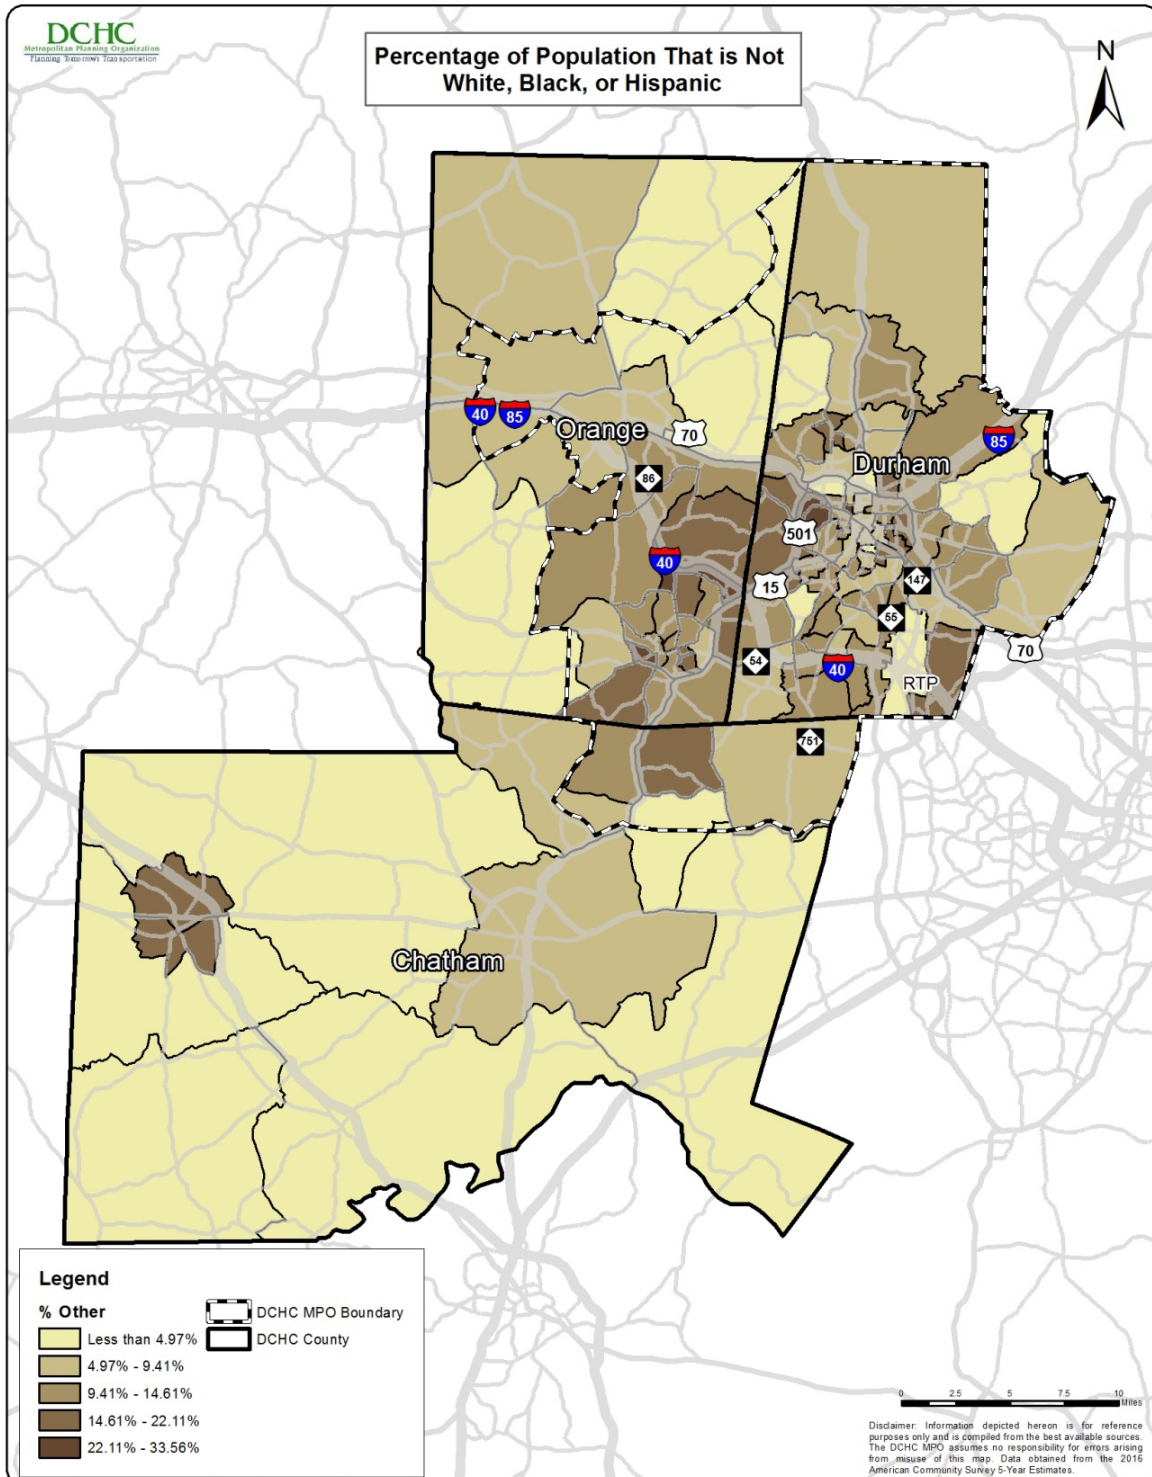 DCHC
Metropolitan Planning Organization
Planning Tomorrow's Transportation
Percentage of Population That is Not
White, Black, or Hispanic
N
40
85
Orange
70
86
Durham
85
501
40
15
147
55
54
40
70
RTP
751
Chatham
Legend
% Other
Less than 4.97%
4.97% - 9.41%
9.41% - 14.61%
14.61% - 22.11%
22.11% - 33.56%
DCHC MPO Boundary
DCHC County
0 2.5 5 7.5 10
Miles
Disclaimer: Information depicted hereon is for reference
purposes only and is compiled from the best available sources.
The DCHC MPO assumes no responsibility for errors arising
from misuse of this map. Data obtained from the 2016
American Community Survey 5-Year Estimates.